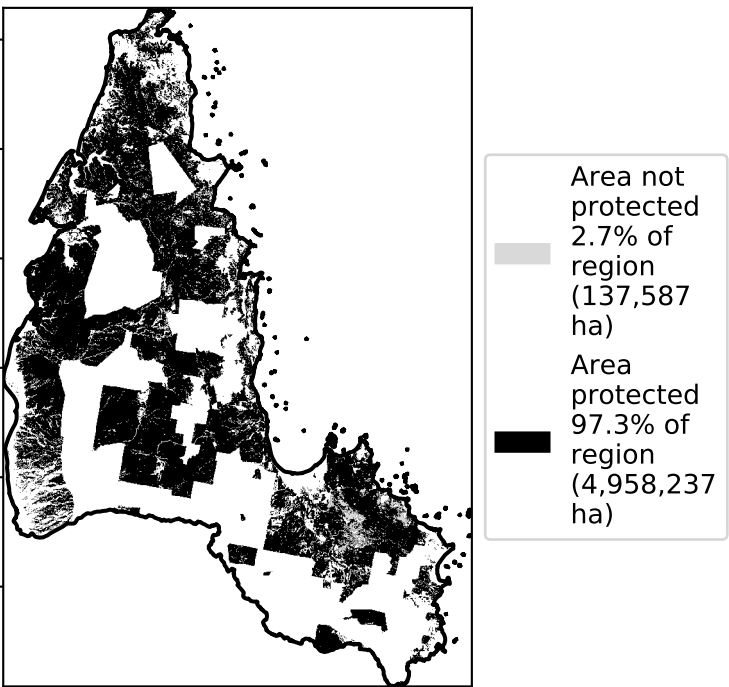 Area not
protected
2.7% of
region
(137,587
ha)
Area
protected
97.3% of
region
(4,958,237
ha)